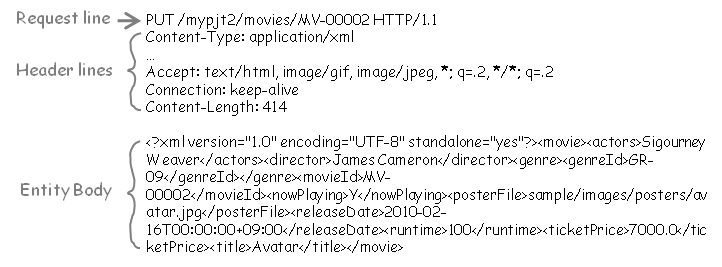 Request line PUT /mypjt2/movies/MV-00002 HTTP/1.1
Content-Type: application/xml
...
Header lines Accept: text/html, image/gif, image/jpeg, *; q=.2, */*; q=.2
Connection: keep-alive
Content-Length: 414
<?xml version="1.0" encoding="UTF-8" standalone="yes"?><movie><actors>Sigourney
Weaver</actors><director>James Cameron</director><genre><genreId>GR-
09</genreId></genre><movieId>MV-
Entity Body 00002</movieId><nowPlaying>Y</nowPlaying><posterFile>sample/images/posters/av
atar.jpg</posterFile><releaseDate>2010-02-
16T00:00:00+09:00</releaseDate><runtime>100</runtime><ticketPrice>7000.0</tic
ketPrice><title>Avatar</title></movie>